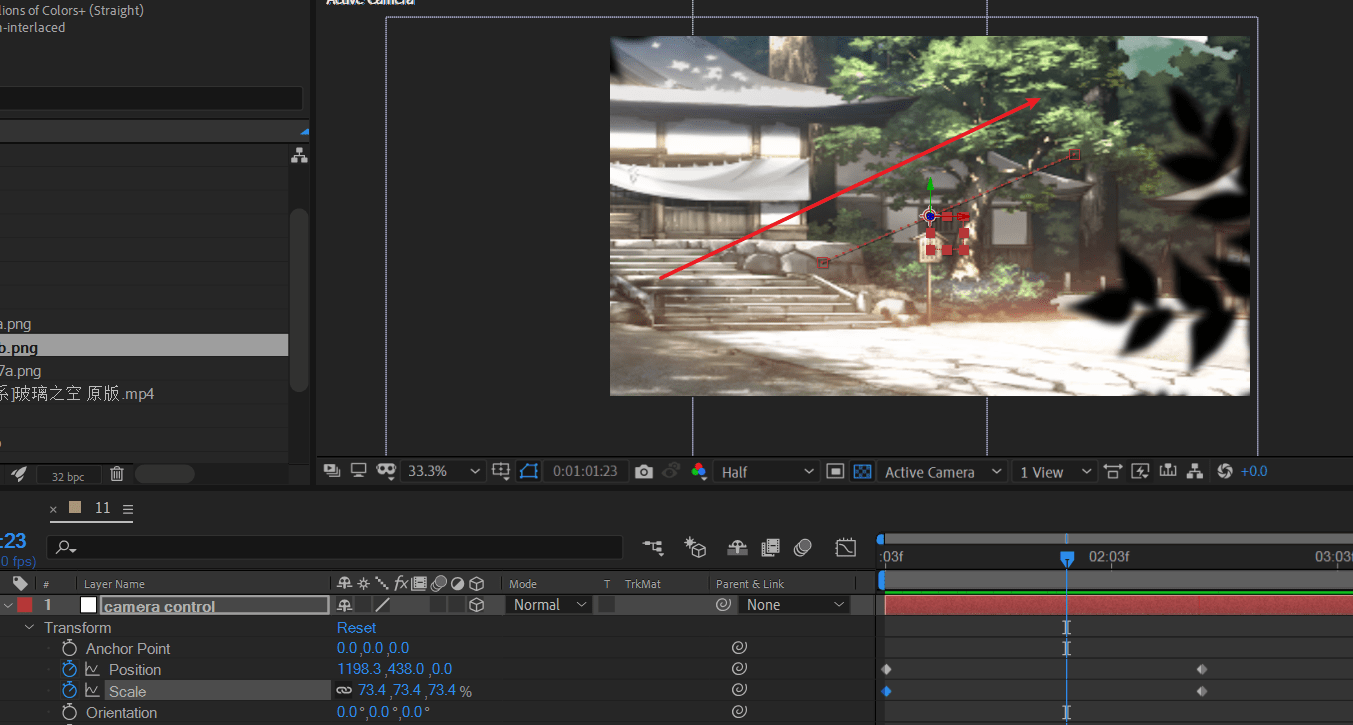 lions of Colors+ (Straight)
n-interlaced
Active Camera
a.png
b.png
7a.png
系]玻璃之空 原版.mp4
32 bpc
33.3%
0:01:01:23
Half
Active Camera
1 View
+0.0
11
:23
0 fps)
:03f
02:03f
03:03f
#
Layer Name
Mode
T
TrkMat
Parent & Link
1
camera control
Normal
None
Transform
Reset
Anchor Point
0.0,0.0,0.0
Position
1198.3,438.0,0.0
Scale
73.4,73.4,73.4 %
Orientation
0.0°,0.0°,0.0°